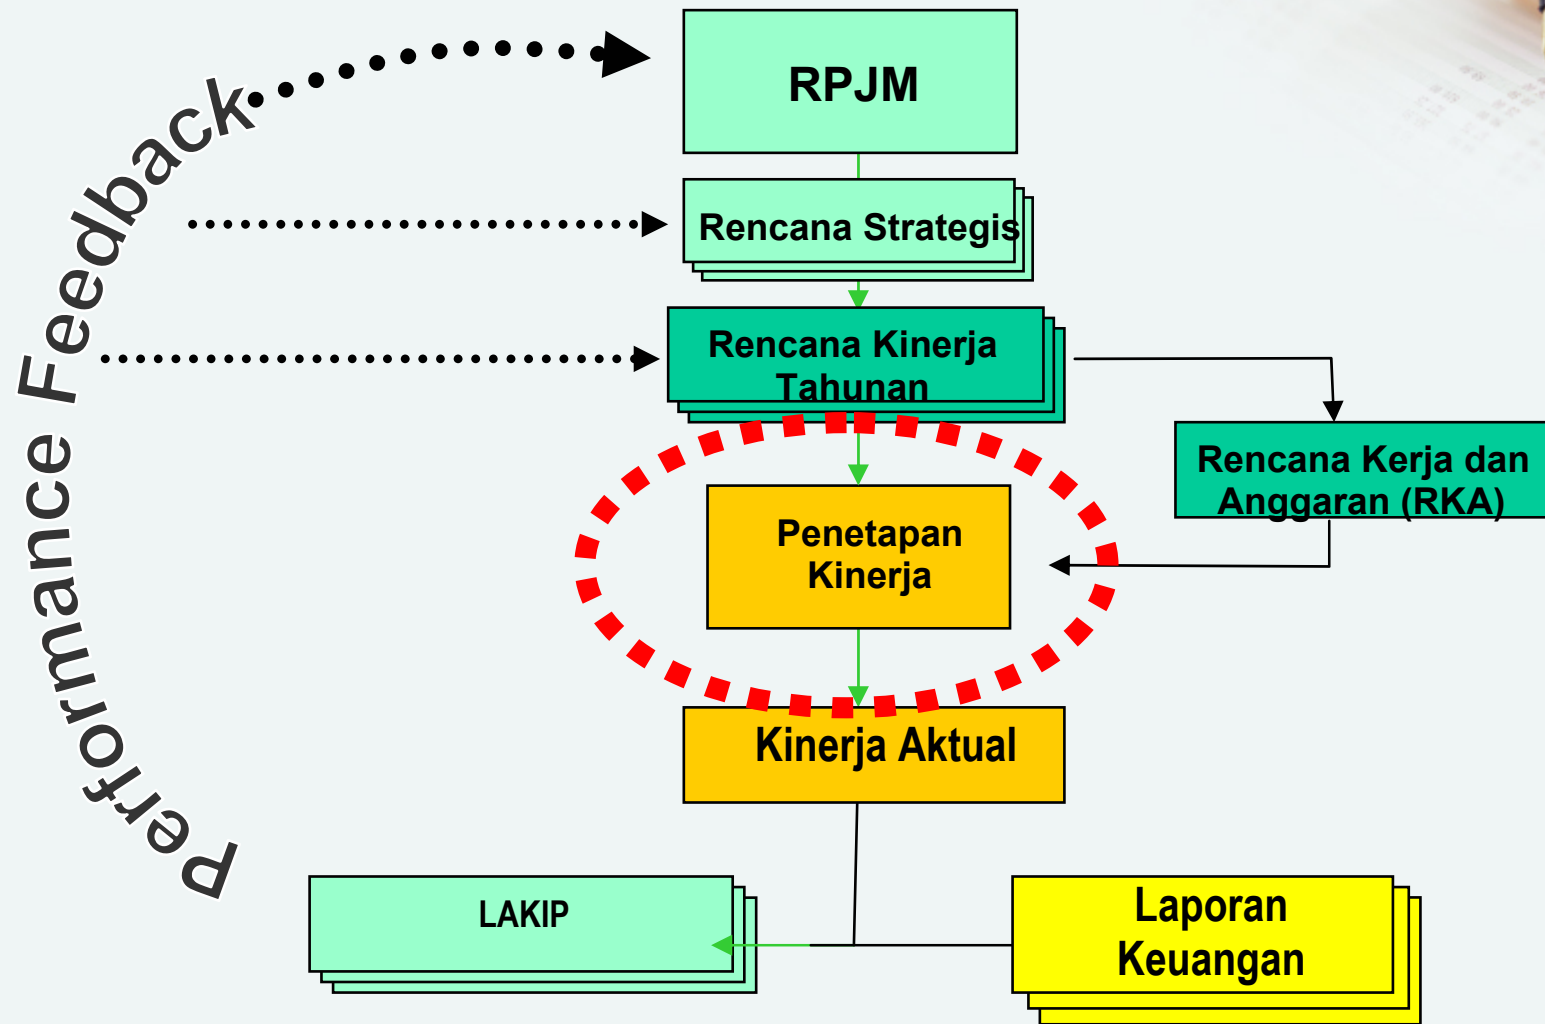 Performance Feedback
RPJM
Rencana Strategis
Rencana Kinerja
Tahunan
Rencana Kerja dan
Anggaran (RKA)
Penetapan
Kinerja
Kinerja Aktual
LAKIP
Laporan
Keuangan